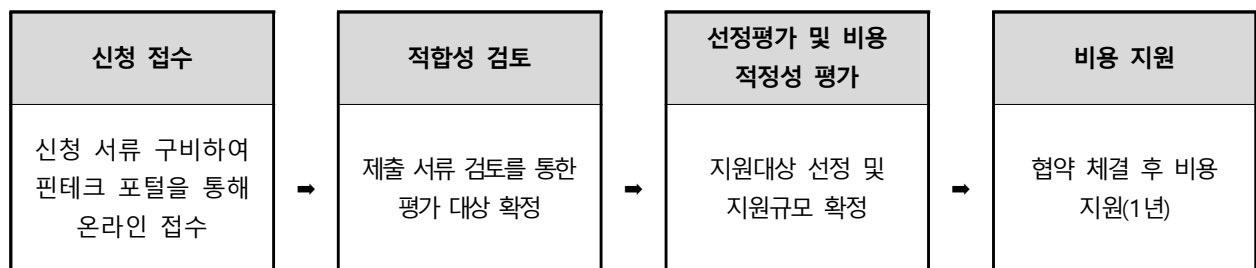 신청 접수
신청 서류 구비하여
핀테크 포털을 통해
온라인 접수
➡
적합성 검토
제출 서류 검토를 통한
평가 대상 확정
➡
선정평가 및 비용
적정성 평가
지원대상 선정 및
지원규모 확정
➡
비용 지원
협약 체결 후 비용
지원(1년)